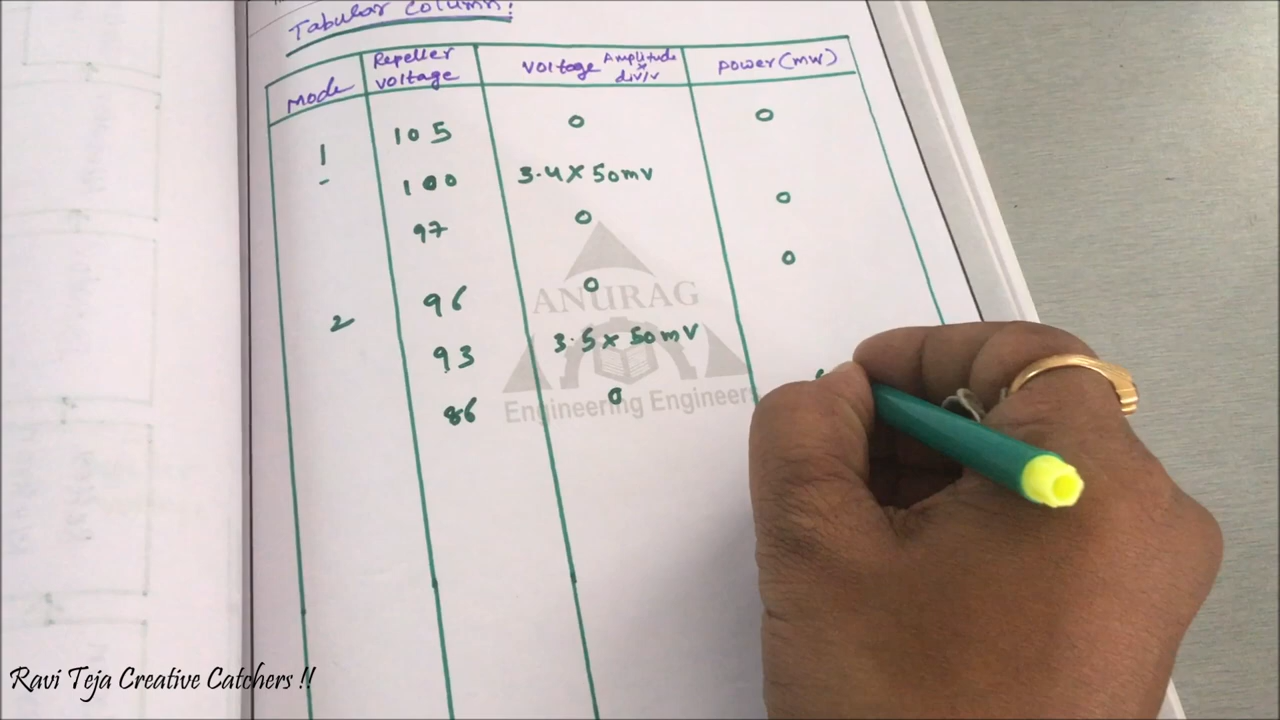 Tabular Column:
Mode Repeller voltage voltage Amplitude x div/v power(mw)
1 105 0 0
100 3.4 x 50mv
97 0 0
2 96 0 0
93 3.5 x 50mV
86 0
ANURAG
Engineering Engineers
Ravi Teja Creative Catchers !!